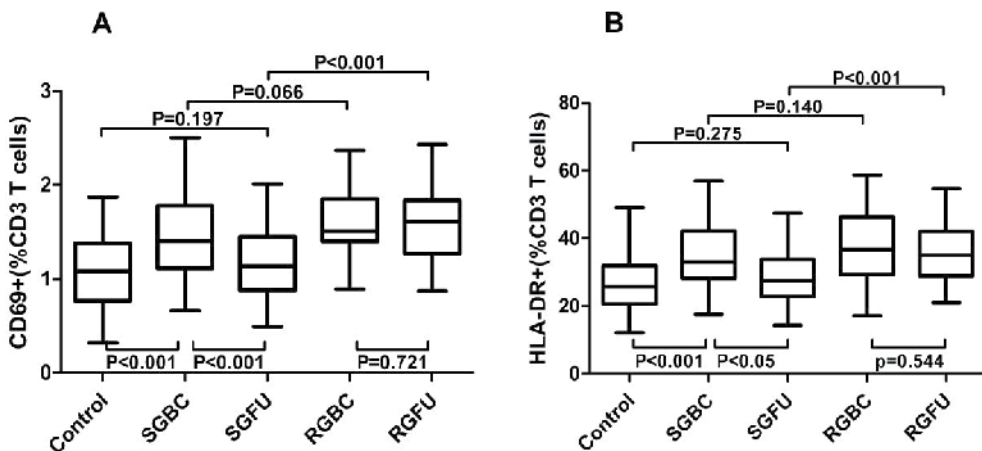 A
CD69+(%CD3 T cells)
3
2
1
0
P<0.001
P=0.066
P=0.197
P<0.001
P<0.001
P=0.721
Control
SGBC
SGFU
RGBC
RGFU
B
HLA-DR+(%CD3 T cells)
80
60
40
20
0
P<0.001
P=0.140
P=0.275
P<0.001
P<0.05
p=0.544
Control
SGBC
SGFU
RGBC
RGFU